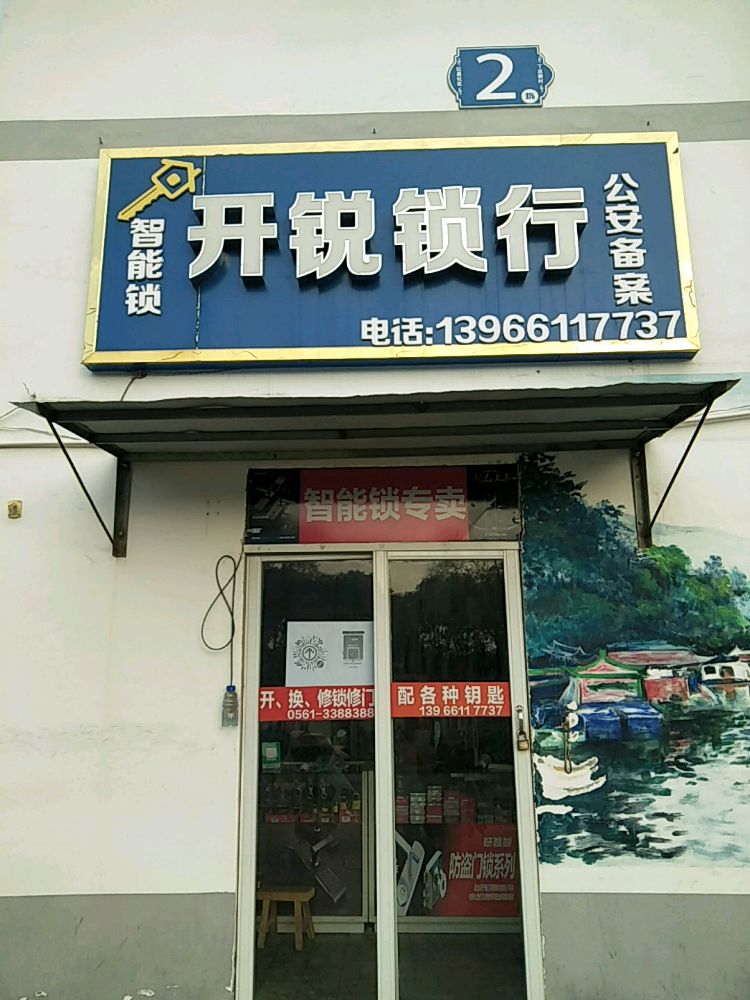 2栋
智能锁
开锐锁行
公安备案
电话:13966117737
智能锁专卖
开、换、修锁修门
0561-3388388
配各种钥匙
13966117737
防盗门锁系列